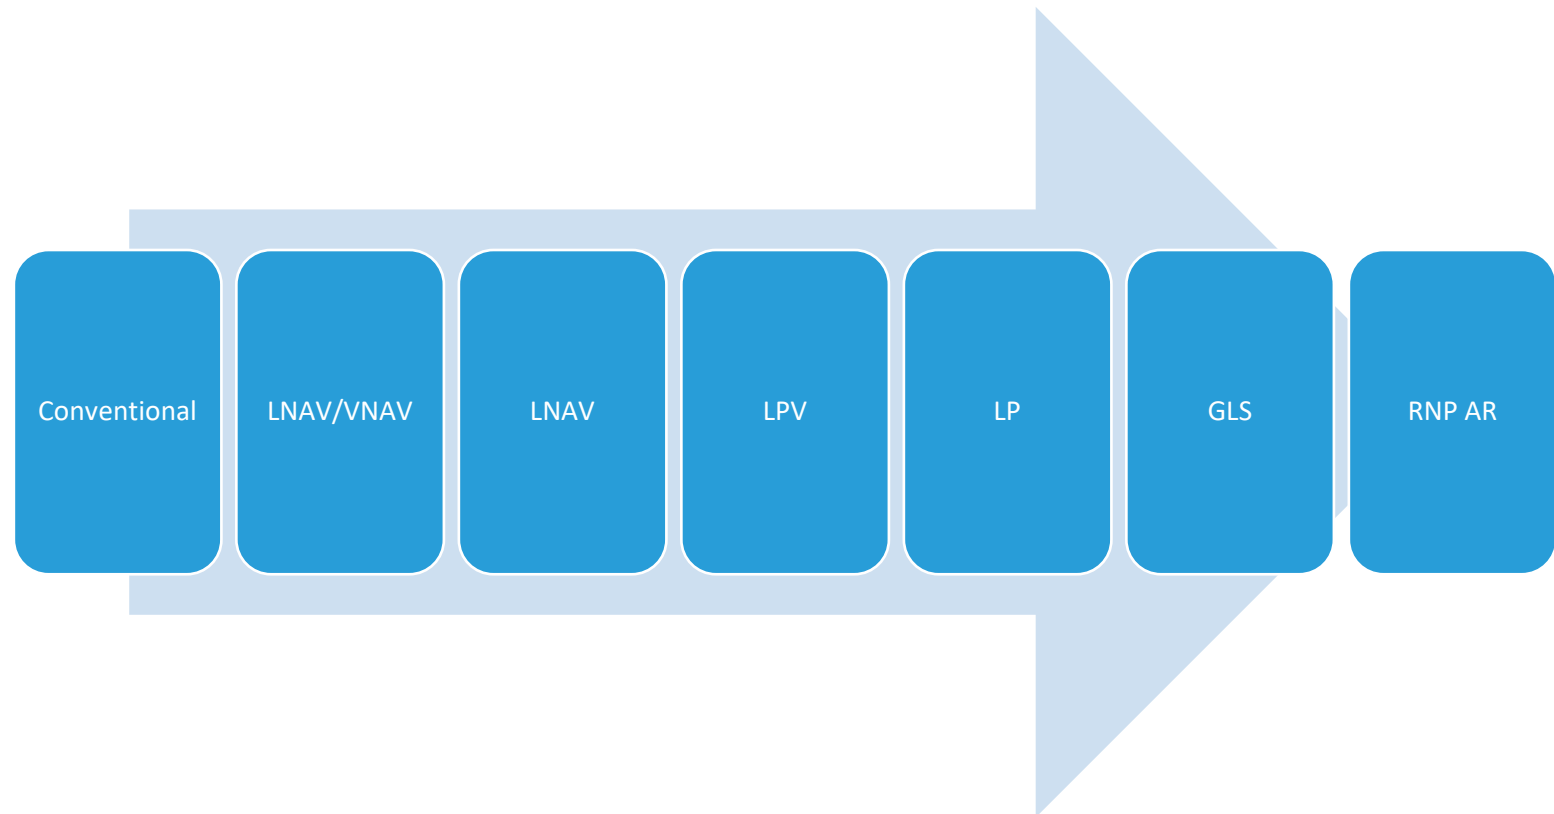 Conventional
LNAV/VNAV
LNAV
LPV
LP
GLS
RNP AR